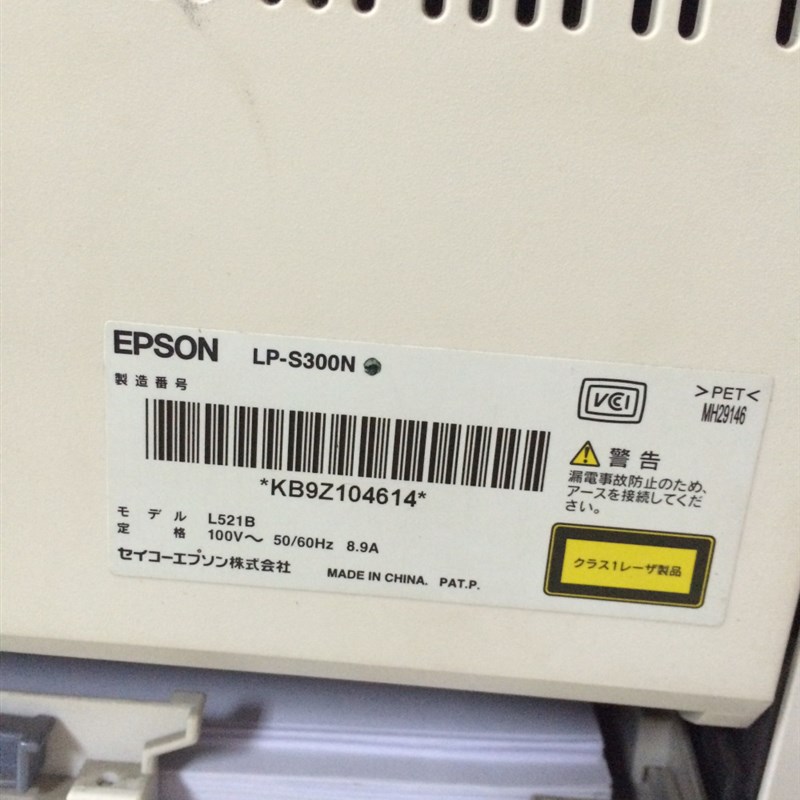 EPSON LP-S300N
製造番号
*KB9Z104614*
モデル L521B
定格 100V～ 50/60Hz 8.9A
セイコーエプソン株式会社
MADE IN CHINA. PAT.P.
VCCI
>PET<
MH29146
警告
漏電事故防止のため、
アースを接続してくだ
さい。
クラス1レーザ製品